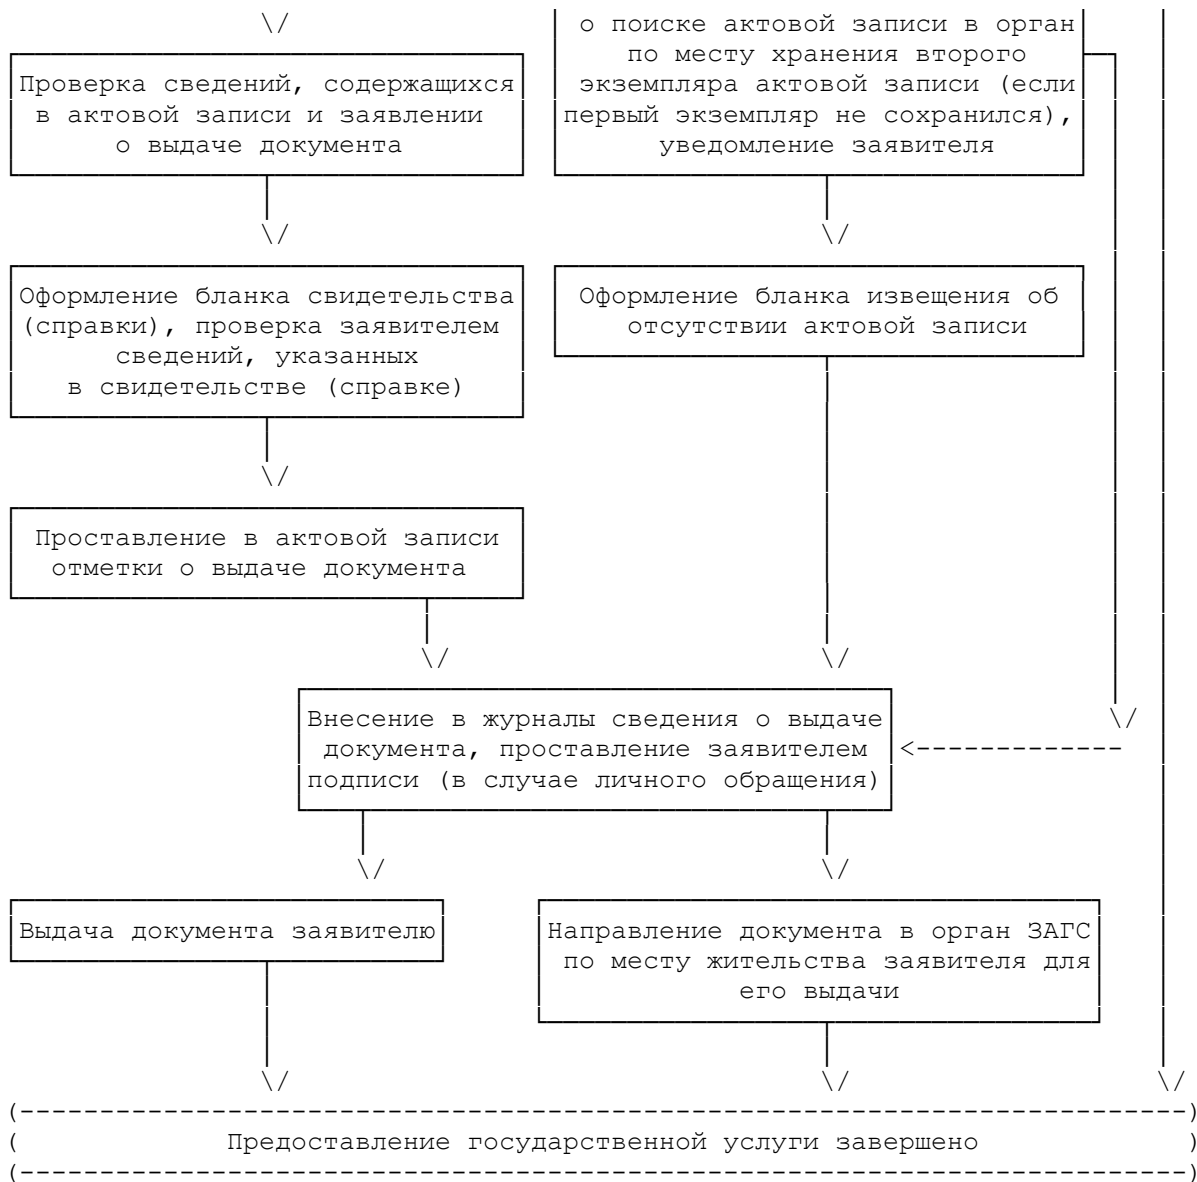 о поиске актовой записи в орган
по месту хранения второго
экземпляра актовой записи (если
первый экземпляр не сохранился),
уведомление заявителя
Проверка сведений, содержащихся
в актовой записи и заявлении
о выдаче документа
Оформление бланка свидетельства
(справки), проверка заявителем
сведений, указанных
в свидетельстве (справке)
Оформление бланка извещения об
отсутствии актовой записи
Проставление в актовой записи
отметки о выдаче документа
Внесение в журналы сведения о выдаче
документа, проставление заявителем
подписи (в случае личного обращения)
Выдача документа заявителю
Направление документа в орган ЗАГС
по месту жительства заявителя для
его выдачи
Предоставление государственной услуги завершено